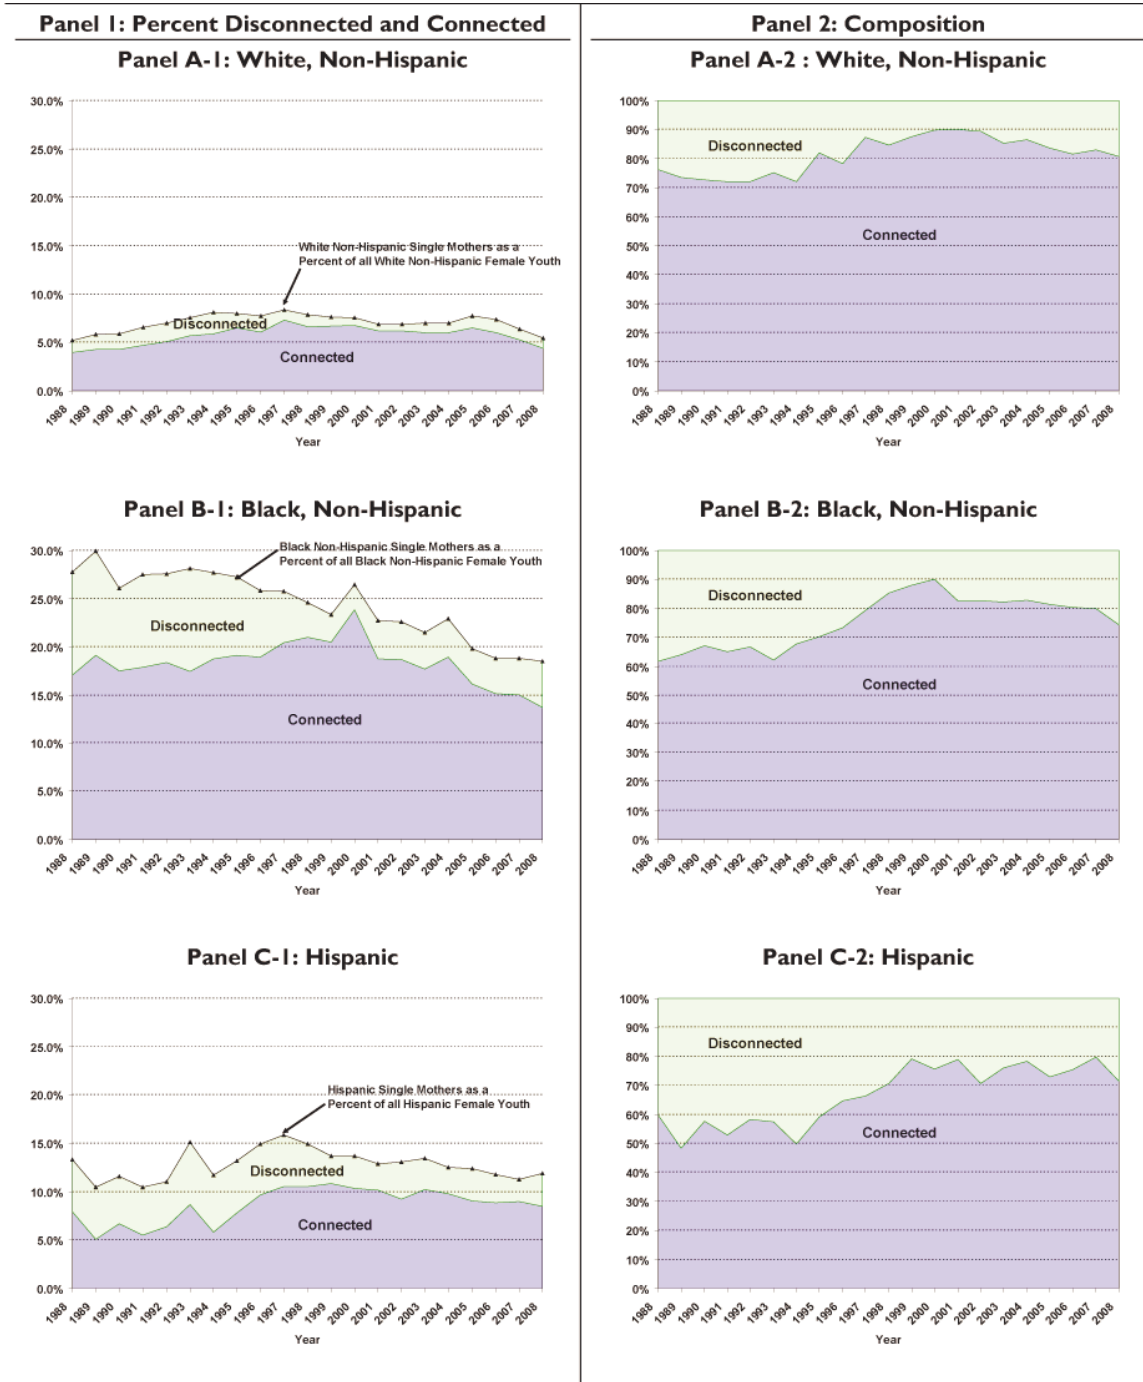 Panel 1: Percent Disconnected and Connected
Panel A-1: White, Non-Hispanic
30.0%
25.0%
20.0%
15.0%
10.0%
5.0%
0.0%
White Non-Hispanic Single Mothers as a
Percent of all White Non-Hispanic Female Youth
Disconnected
Connected
1988 1989 1990 1991 1992 1993 1994 1995 1996 1997 1998 1999 2000 2001 2002 2003 2004 2005 2006 2007 2008
Year
Panel B-1: Black, Non-Hispanic
30.0%
25.0%
20.0%
15.0%
10.0%
5.0%
0.0%
Black Non-Hispanic Single Mothers as a
Percent of all Black Non-Hispanic Female Youth
Disconnected
Connected
1988 1989 1990 1991 1992 1993 1994 1995 1996 1997 1998 1999 2000 2001 2002 2003 2004 2005 2006 2007 2008
Year
Panel C-1: Hispanic
30.0%
25.0%
20.0%
15.0%
10.0%
5.0%
0.0%
Hispanic Single Mothers as a
Percent of all Hispanic Female Youth
Disconnected
Connected
1988 1989 1990 1991 1992 1993 1994 1995 1996 1997 1998 1999 2000 2001 2002 2003 2004 2005 2006 2007 2008
Year
Panel 2: Composition
Panel A-2 : White, Non-Hispanic
100%
90%
80%
70%
60%
50%
40%
30%
20%
10%
0%
Disconnected
Connected
1988 1989 1990 1991 1992 1993 1994 1995 1996 1997 1998 1999 2000 2001 2002 2003 2004 2005 2006 2007 2008
Year
Panel B-2: Black, Non-Hispanic
100%
90%
80%
70%
60%
50%
40%
30%
20%
10%
0%
Disconnected
Connected
1988 1989 1990 1991 1992 1993 1994 1995 1996 1997 1998 1999 2000 2001 2002 2003 2004 2005 2006 2007 2008
Year
Panel C-2: Hispanic
100%
90%
80%
70%
60%
50%
40%
30%
20%
10%
0%
Disconnected
Connected
1988 1989 1990 1991 1992 1993 1994 1995 1996 1997 1998 1999 2000 2001 2002 2003 2004 2005 2006 2007 2008
Year